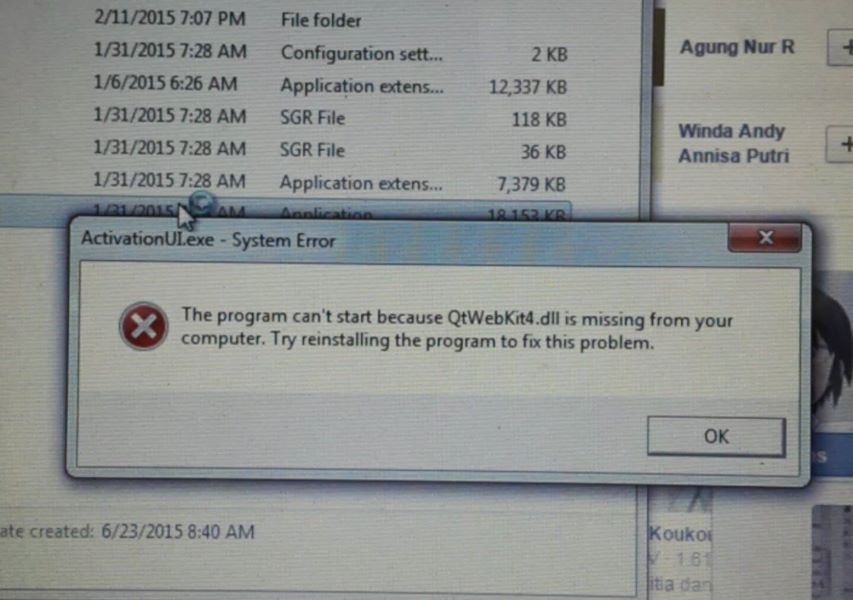 2/11/2015 7:07 PM File folder
1/31/2015 7:28 AM Configuration sett... 2 KB
1/6/2015 6:26 AM Application extens... 12,337 KB
1/31/2015 7:28 AM SGR File 118 KB
1/31/2015 7:28 AM SGR File 36 KB
1/31/2015 7:28 AM Application extens... 7,379 KB
1/31/2015 AM Application 18,153 KB
Agung Nur R
Winda Andy
Annisa Putri
ActivationUI.exe - System Error
The program can't start because QtWebKit4.dll is missing from your
computer. Try reinstalling the program to fix this problem.
OK
ate created: 6/23/2015 8:40 AM
Koukou
V - 1.61
itia dan